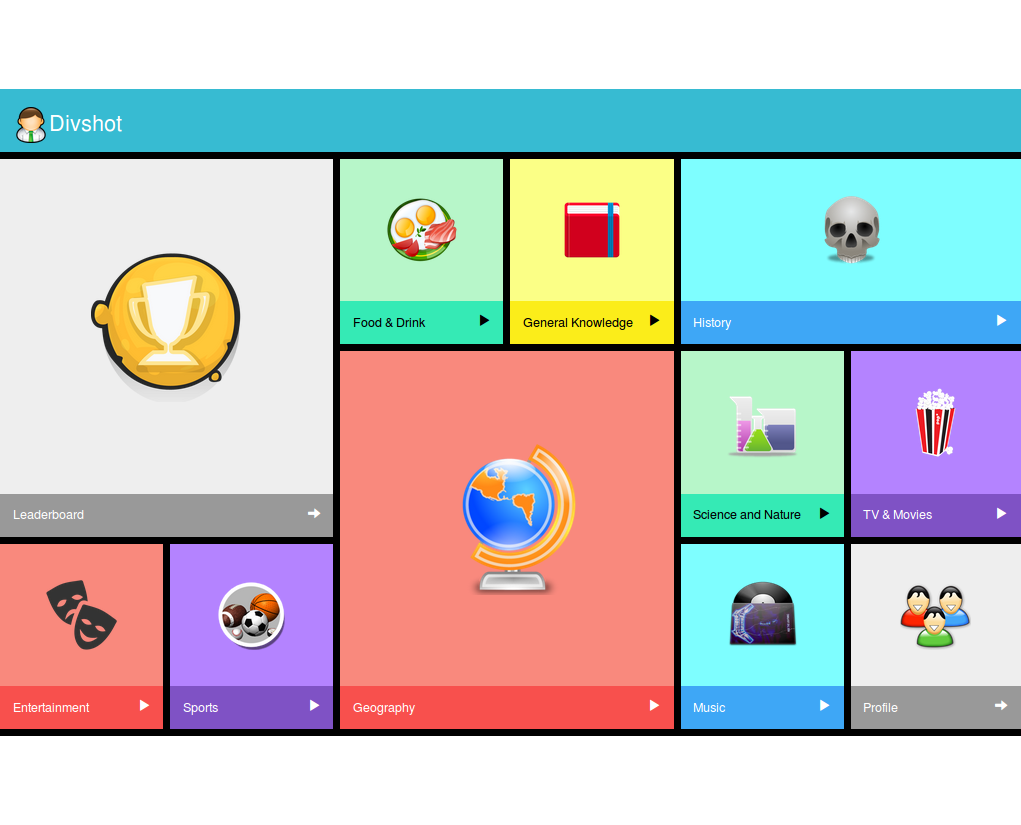 Divshot
Food & Drink
General Knowledge
History
Leaderboard
Science and Nature
TV & Movies
Entertainment
Sports
Geography
Music
Profile